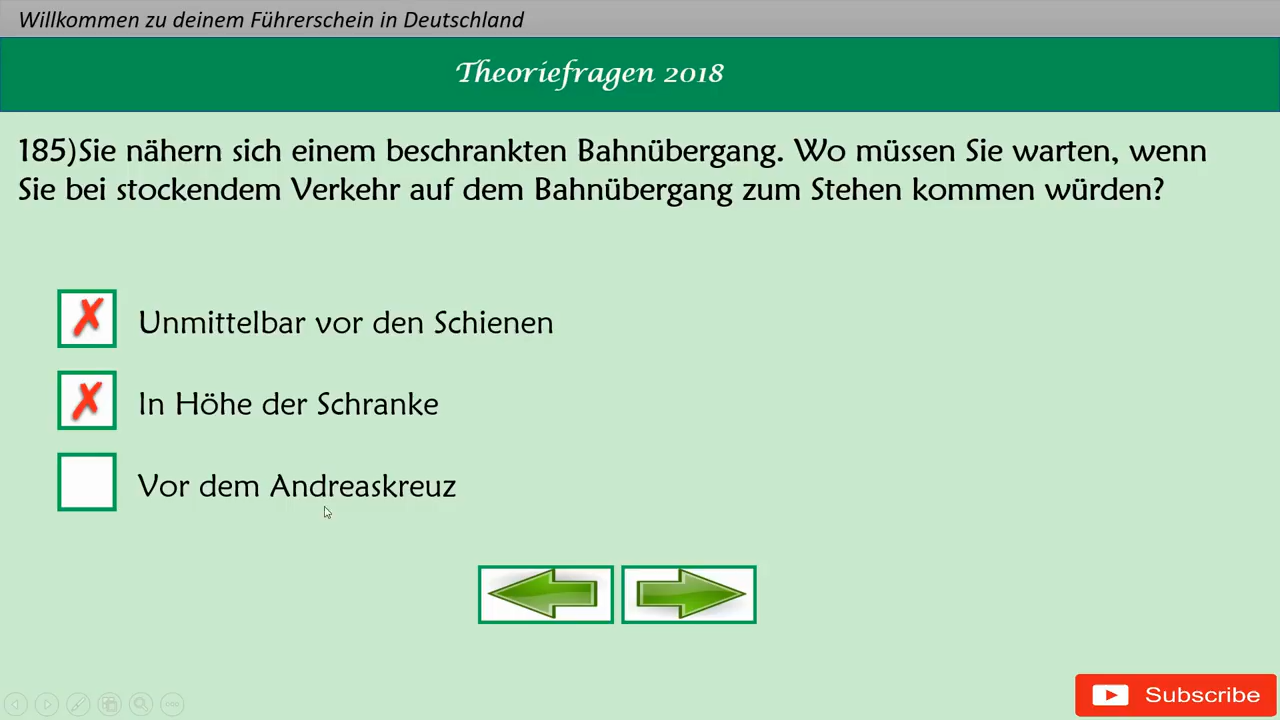 Willkommen zu deinem Führerschein in Deutschland
Theoriefragen 2018
185)Sie nähern sich einem beschrankten Bahnübergang. Wo müssen Sie warten, wenn
Sie bei stockendem Verkehr auf dem Bahnübergang zum Stehen kommen würden?
✗ Unmittelbar vor den Schienen
✗ In Höhe der Schranke
Vor dem Andreaskreuz
Subscribe